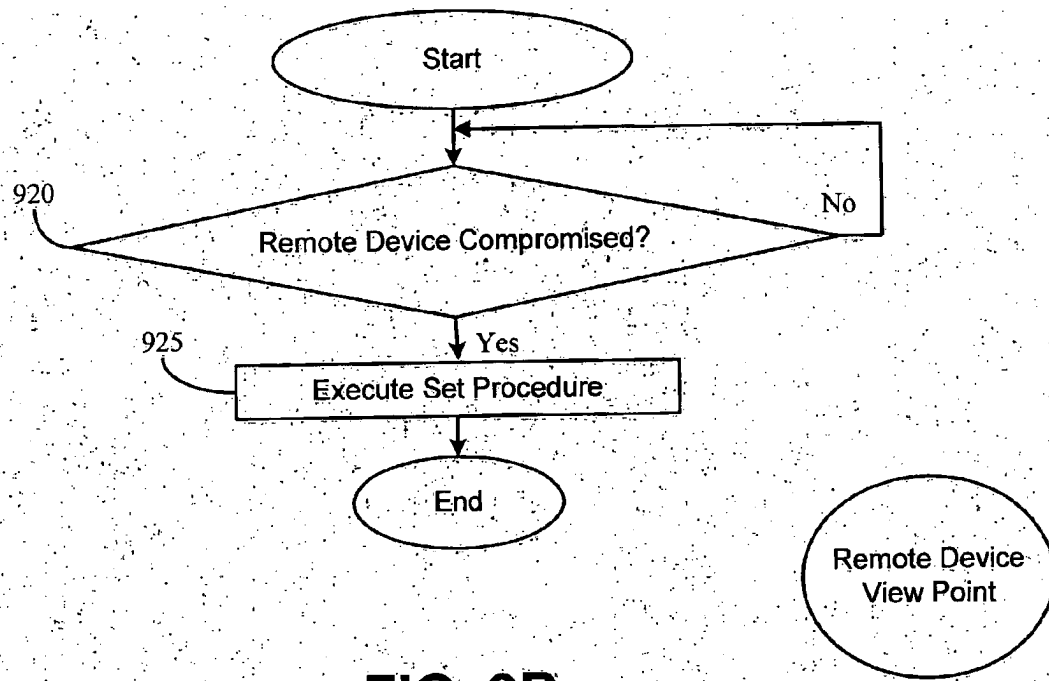 Start
920
No
Remote Device Compromised?
925
Yes
Execute Set Procedure
End
Remote Device
View Point